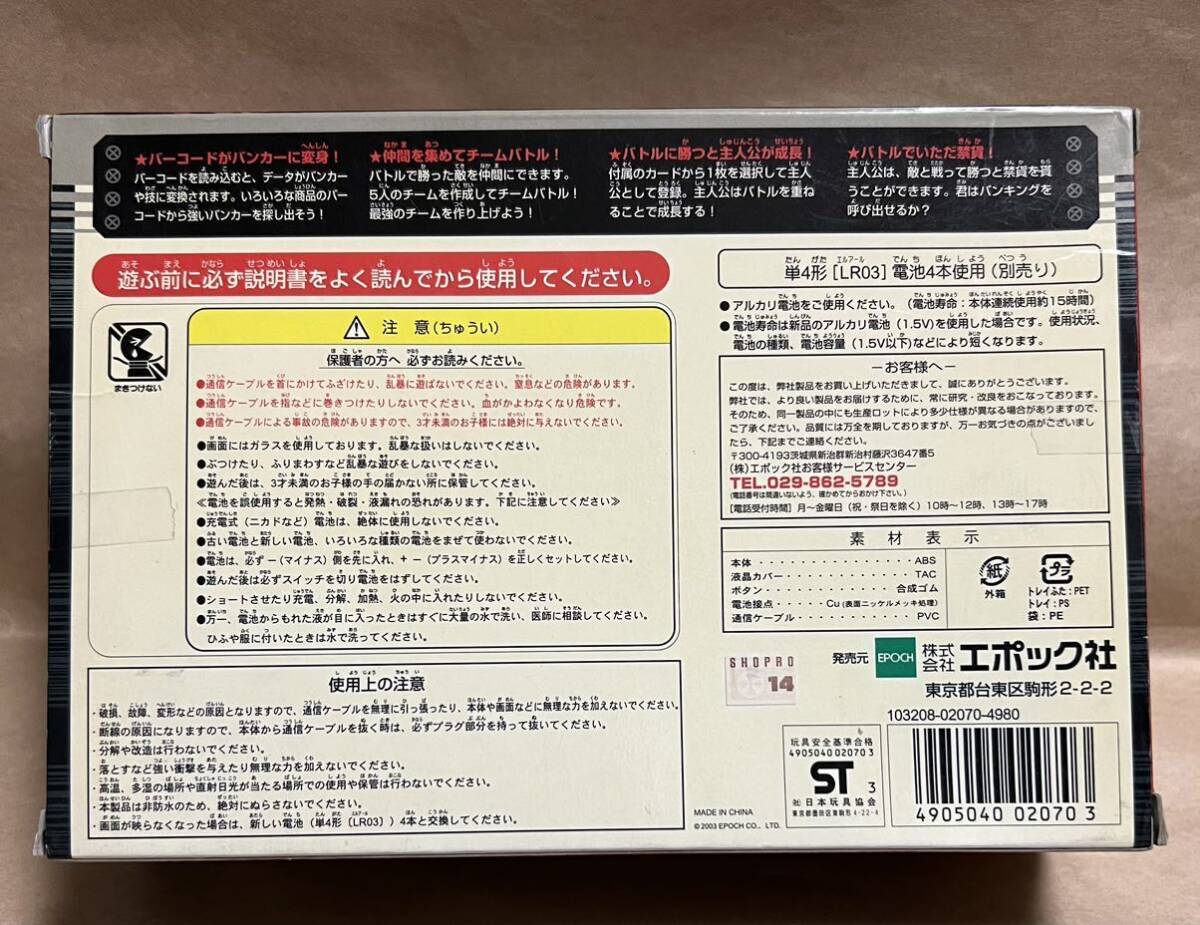 ★バーコードがバンカーに変身！
バーコードを読み込むと、データがバンカー
や技に変換されます。いろいろな商品のバー
コードから強いバンカーを探し出そう！
★仲間を集めてチームバトル！
バトルで勝った敵を仲間にできます。
5人のチームを作成してチームバトル！
最強のチームを作り上げよう！
★バトルに勝つと主人公が成長！
付属のカードから1枚を選択して主人
公として登録。主人公はバトルを重ね
ることで成長する！
★バトルでいただ禁貨！
主人公は、敵と戦って勝つと禁貨を貰
うことができます。君はバンキングを
呼び出せるか？
遊ぶ前に必ず説明書をよく読んでから使用してください。
まきつけない
⚠ 注意(ちゅうい)
保護者の方へ 必ずお読みください。
●通信ケーブルを首にかけてふざけたり、乱暴に遊ばないでください。窒息などの危険があります。
●通信ケーブルを指などに巻きつけたりしないでください。血がかよわなくなり危険です。
●通信ケーブルによる事故の危険がありますので、3才未満のお子様には絶対に与えないでください。
●画面にはガラスを使用しております。乱暴な扱いはしないでください。
●ぶつけたり、ふりまわすなど乱暴な遊びをしないでください。
●遊んだ後は、3才未満のお子さまの手の届かない所に保管してください。
≪電池を誤使用すると発熱・破裂・液漏れの恐れがあります。下記に注意してください≫
●充電式(ニカドなど)電池は、絶体に使用しないでください。
●古い電池と新しい電池、いろいろな種類の電池をまぜて使わないでください。
●電池は、必ず－(マイナス)側を先に入れ、＋－(プラスマイナス)を正しくセットしてください。
●遊んだ後は必ずスイッチを切り電池をはずしてください。
●ショートさせたり充電、分解、加熱、火の中に入れたりしないでください。
●万一、電池からもれた液が目に入ったときはすぐに大量の水で洗い、医師に相談してください。
ひふや服に付いたときは水で洗ってください。
使用上の注意
・破損、故障、変形などの原因となりますので、通信ケーブルを無理に引っ張ったり、本体や画面などに無理な力を加えないでください。
・断線の原因になりますので、本体から通信ケーブルを抜く時は、必ずプラグ部分を持って抜いてください。
・分解や改造は行わないでください。
・落とすなど強い衝撃を与えたり無理な力を加えないでください。
・高温、多湿の場所や直射日光が当たる場所での使用や保管は行わないでください。
・本製品は非防水のため、絶対にぬらさないでください。
・画面が映らなくなった場合は、新しい電池(単4形〔LR03〕)4本と交換してください。
単4形[LR03]電池4本使用(別売り)
●アルカリ電池をご使用ください。(電池寿命：本体連続使用約15時間)
●電池寿命は新品のアルカリ電池(1.5V)を使用した場合です。使用状況、
電池の種類、電池容量(1.5V以下)などにより短くなります。
－お客様へ－
この度は、弊社製品をお買い上げいただきまして、誠にありがとうございます。
弊社では、より良い製品をお届けするために、常に研究・改良をおこなっております。
そのため、同一製品の中にも生産ロットにより多少仕様が異なる場合がありますので、
ご了承ください。品質には万全を期しておりますが、万一お気づきの点がございまし
たら、下記までご連絡ください。
〒300-4193茨城県新治郡新治村藤沢3647番5
(株)エポック社お客様サービスセンター
TEL.029-862-5789
(電話番号は間違いないよう、確かめてからおかけ下さい。)
[電話受付時間] 月～金曜日(祝・祭日を除く) 10時～12時、13時～17時
素材表示
本体・・・・・・・・・・・・・・・ABS
液晶カバー・・・・・・・・・・・・TAC
ボタン・・・・・・・・・・・合成ゴム
電池接点・・・・・Cu(表面ニッケルメッキ処理)
通信ケーブル・・・・・・・・・・・PVC
紙
外箱
プラ
トレイふた：PET
トレイ：PS
袋：PE
SHOPRO
14
発売元 EPOCH 株式会社 エポック社
東京都台東区駒形2-2-2
103208-02070-4980
玩具安全基準合格
4905040020703
ST 3
㈳日本玩具協会
東京都台東区駒形4-22-4
MADE IN CHINA
©2003 EPOCH CO., LTD.
4905040 020703